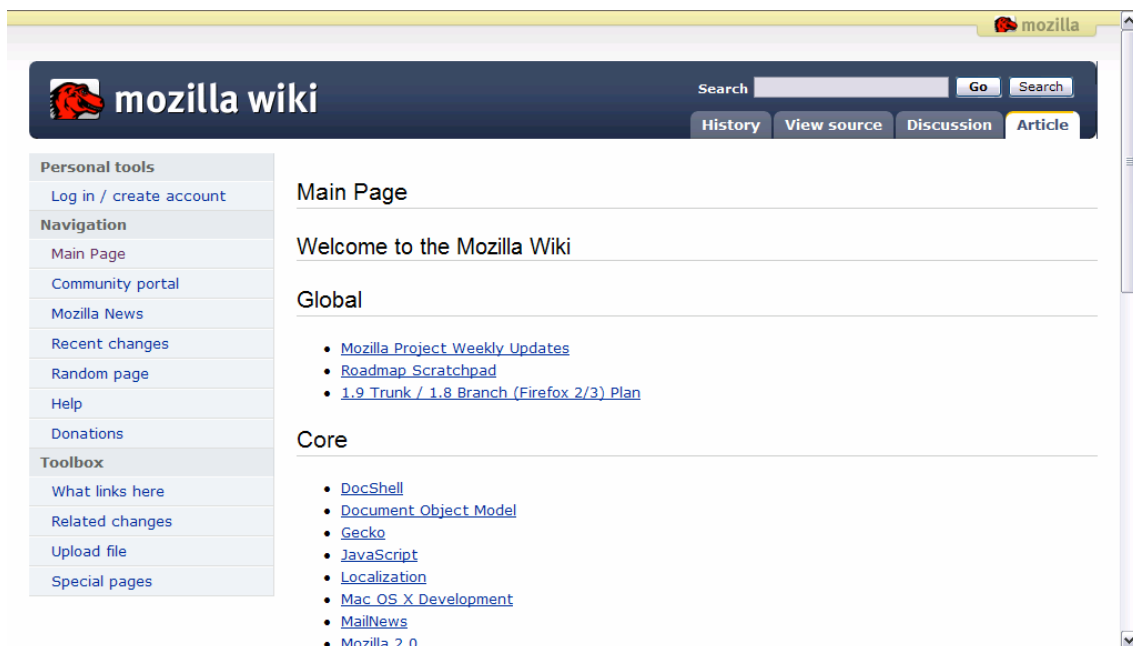 mozilla
mozilla wiki
Search Go Search
History View source Discussion Article
Personal tools
Log in / create account
Navigation
Main Page
Community portal
Mozilla News
Recent changes
Random page
Help
Donations
Toolbox
What links here
Related changes
Upload file
Special pages
Main Page
Welcome to the Mozilla Wiki
Global
Mozilla Project Weekly Updates
Roadmap Scratchpad
1.9 Trunk / 1.8 Branch (Firefox 2/3) Plan
Core
DocShell
Document Object Model
Gecko
JavaScript
Localization
Mac OS X Development
MailNews
Mozilla 2.0